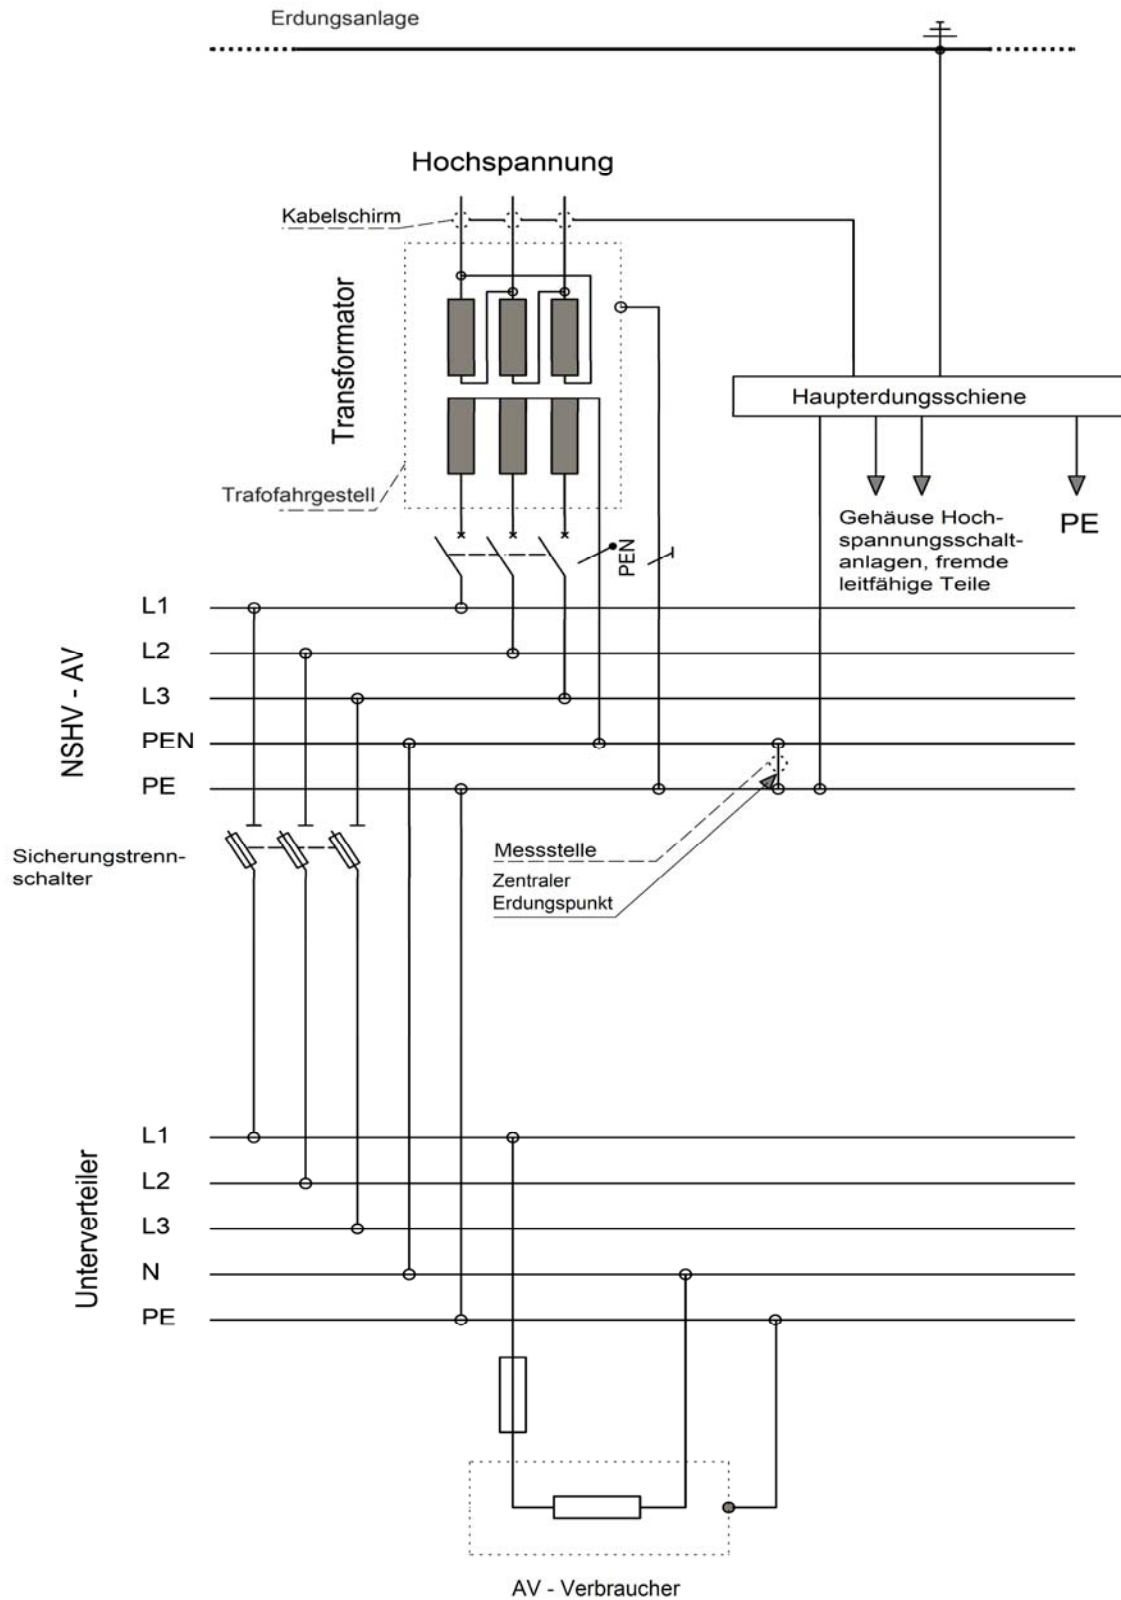 Erdungsanlage
Hochspannung
Kabelschirm
Transformator
Haupterdungsschiene
Trafofahrgestell
Gehäuse Hoch-
spannungsschalt-
anlagen, fremde
leitfähige Teile
PE
PEN
NSHV - AV
L1
L2
L3
PEN
PE
Sicherungstrenn-
schalter
Messstelle
Zentraler
Erdungspunkt
Unterverteiler
L1
L2
L3
N
PE
AV - Verbraucher